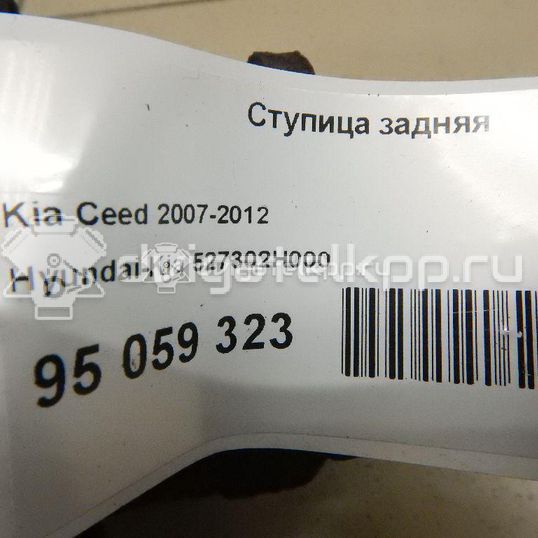 Ступица задняя
Kia Ceed 2007-2012
Hyundai-Kia 527302H000
95 059 323